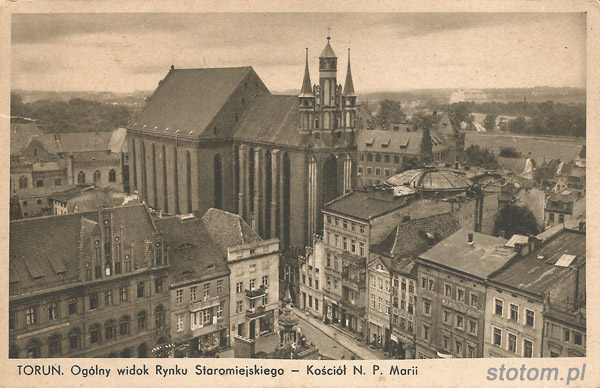 TORUŃ. Ogólny widok Rynku Staromiejskiego — Kościół N. P. Marii
stotom.pl